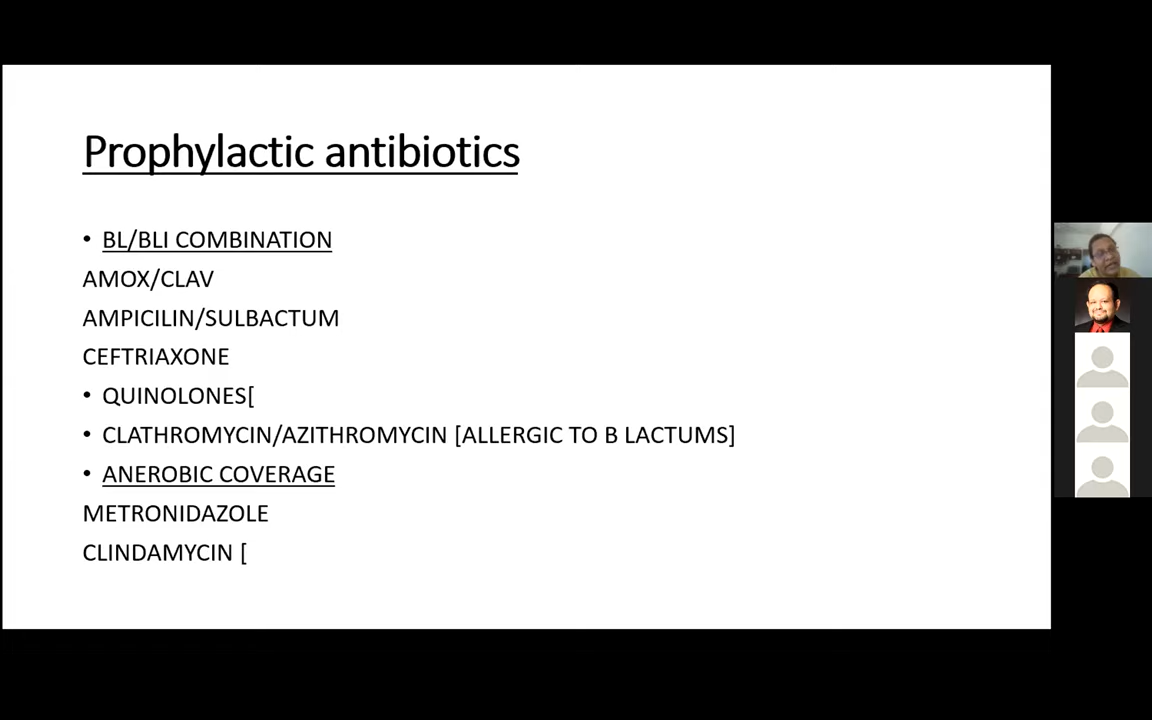 Prophylactic antibiotics
• BL/BLI COMBINATION
AMOX/CLAV
AMPICILIN/SULBACTUM
CEFTRIAXONE
• QUINOLONES[
• CLATHROMYCIN/AZITHROMYCIN [ALLERGIC TO B LACTUMS]
• ANEROBIC COVERAGE
METRONIDAZOLE
CLINDAMYCIN [